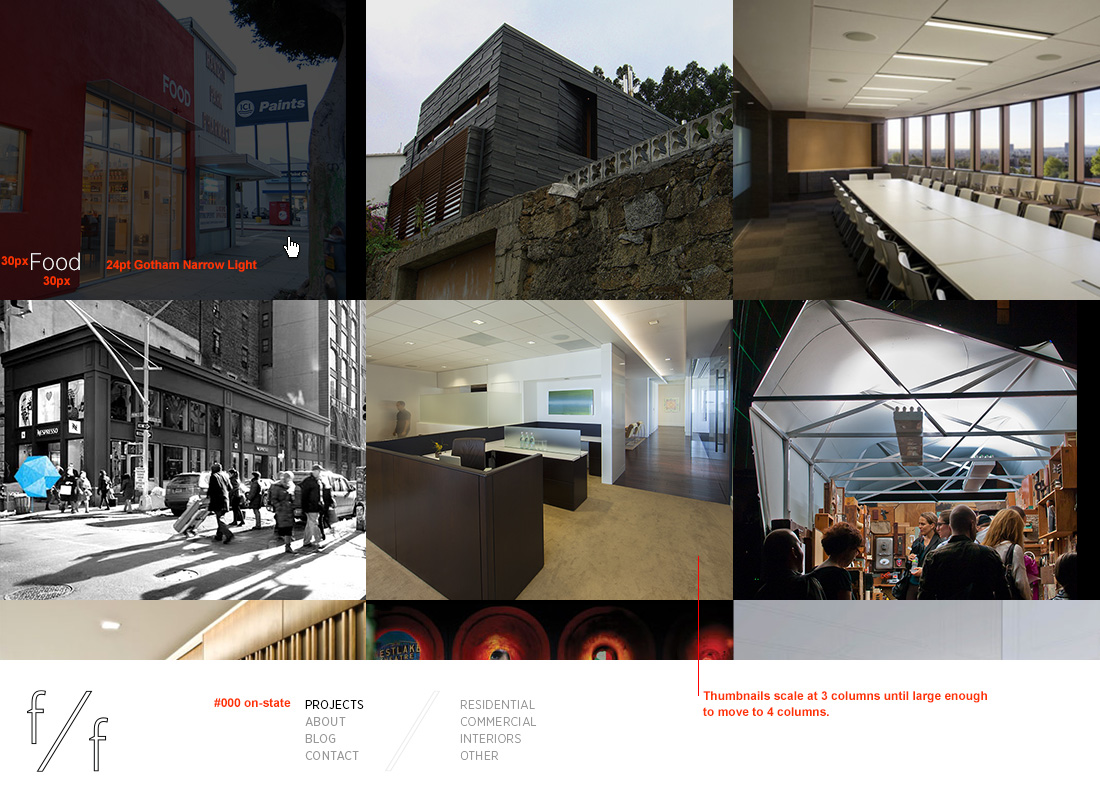 FOOD
ICI Paints
30px Food 24pt Gotham Narrow Light
30px
NESPRESSO
f/f
#000 on-state
PROJECTS
ABOUT
BLOG
CONTACT
RESIDENTIAL
COMMERCIAL
INTERIORS
OTHER
Thumbnails scale at 3 columns until large enough
to move to 4 columns.